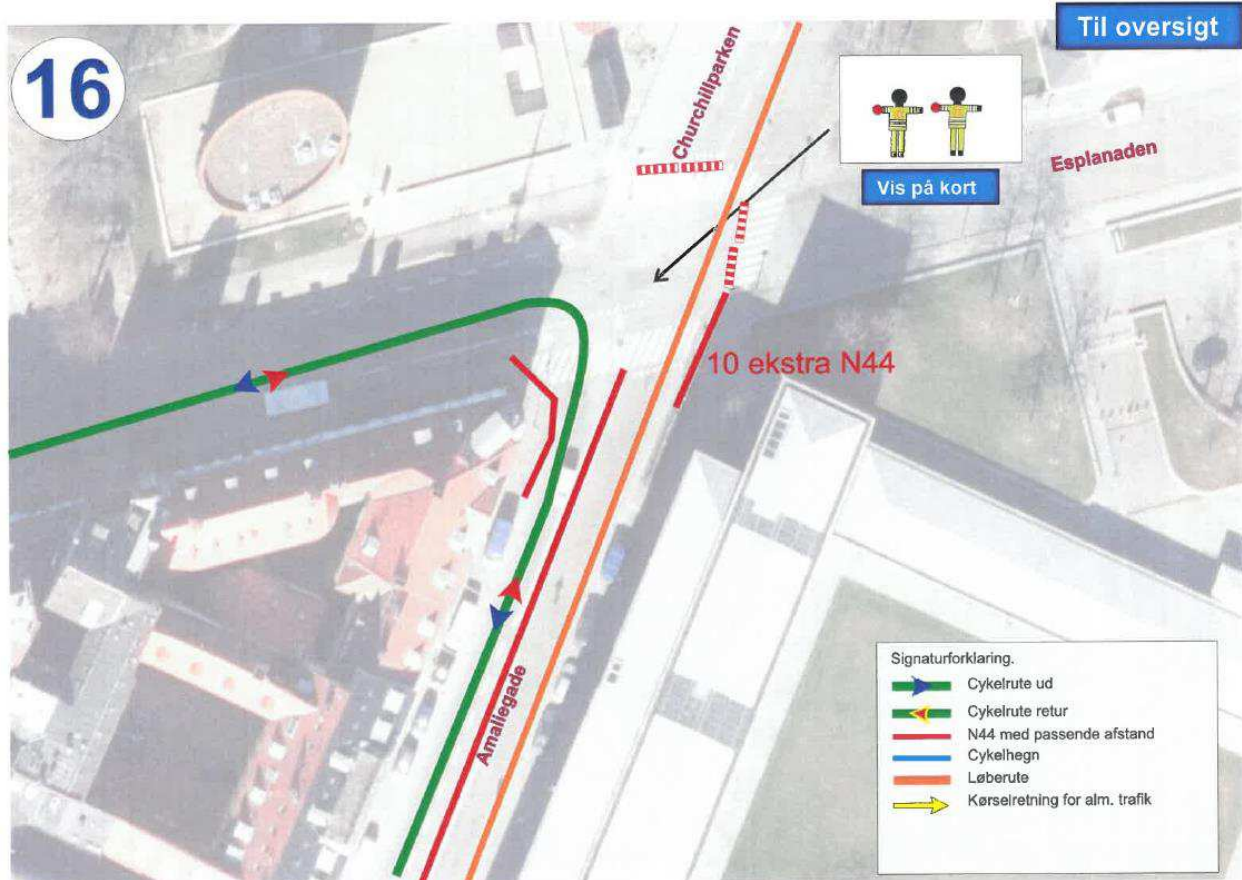 Til oversigt
16
Churchillparken
Vis på kort
Esplanaden
10 ekstra N44
Amaliegade
Signaturforklaring.
Cykelrute ud
Cykelrute retur
N44 med passende afstand
Cykelhegn
Løberute
Kørselretning for alm. trafik